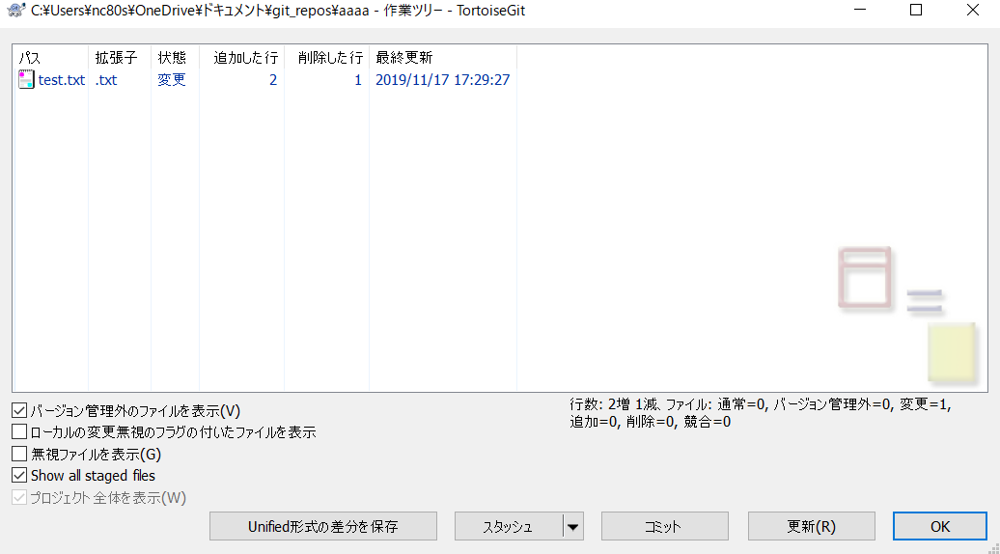 C:¥Users¥nc80s¥OneDrive¥ドキュメント¥git_repos¥aaaa - 作業ツリー - TortoiseGit
パス 拡張子 状態 追加した行 削除した行 最終更新
test.txt .txt 変更 2 1 2019/11/17 17:29:27
バージョン管理外のファイルを表示(V)
ローカルの変更無視のフラグの付いたファイルを表示
無視ファイルを表示(G)
Show all staged files
プロジェクト全体を表示(W)
行数: 2増 1減、ファイル: 通常=0, バージョン管理外=0, 変更=1,
追加=0, 削除=0, 競合=0
Unified形式の差分を保存 スタッシュ コミット 更新(R) OK